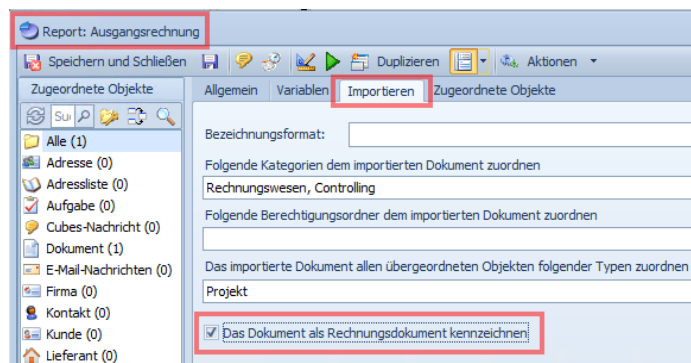 Report: Ausgangsrechnung
Speichern und Schließen Duplizieren Aktionen
Zugeordnete Objekte
Allgemein Variablen Importieren Zugeordnete Objekte
Su
Alle (1)
Adresse (0)
Adressliste (0)
Aufgabe (0)
Cubes-Nachricht (0)
Dokument (1)
E-Mail-Nachrichten (0)
Firma (0)
Kontakt (0)
Kunde (0)
Lieferant (0)
Bezeichnungsformat:
Folgende Kategorien dem importierten Dokument zuordnen
Rechnungswesen, Controlling
Folgende Berechtigungsordner dem importierten Dokument zuordnen
Das importierte Dokument allen übergeordneten Objekten folgender Typen zuordnen
Projekt
Das Dokument als Rechnungsdokument kennzeichnen